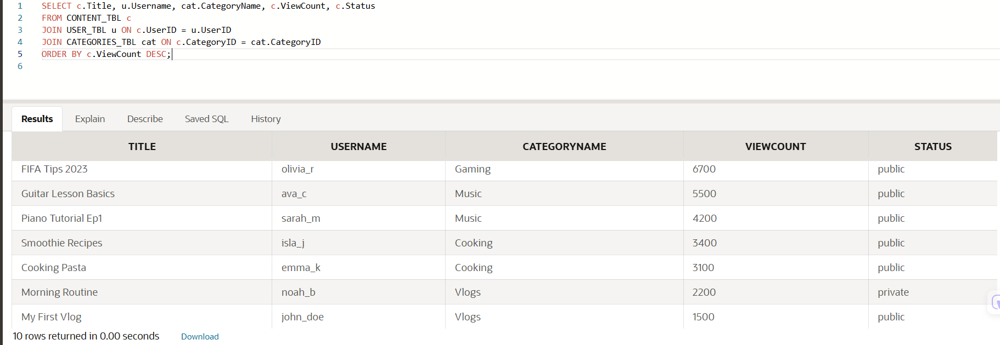 1 SELECT c.Title, u.Username, cat.CategoryName, c.ViewCount, c.Status
2 FROM CONTENT_TBL c
3 JOIN USER_TBL u ON c.UserID = u.UserID
4 JOIN CATEGORIES_TBL cat ON c.CategoryID = cat.CategoryID
5 ORDER BY c.ViewCount DESC;
6
Results Explain Describe Saved SQL History
TITLE USERNAME CATEGORYNAME VIEWCOUNT STATUS
FIFA Tips 2023 olivia_r Gaming 6700 public
Guitar Lesson Basics ava_c Music 5500 public
Piano Tutorial Ep1 sarah_m Music 4200 public
Smoothie Recipes isla_j Cooking 3400 public
Cooking Pasta emma_k Cooking 3100 public
Morning Routine noah_b Vlogs 2200 private
My First Vlog john_doe Vlogs 1500 public
10 rows returned in 0.00 seconds Download